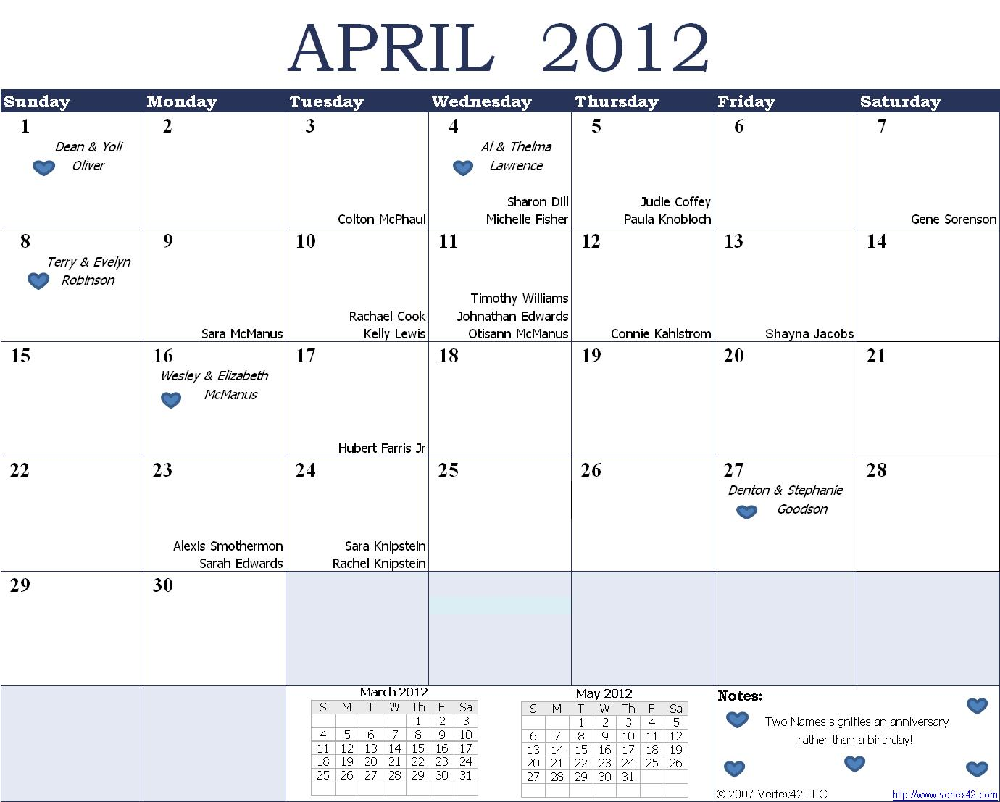 APRIL 2012
Sunday Monday Tuesday Wednesday Thursday Friday Saturday
1 2 3 4 5 6 7
Dean & Yoli
Oliver
Al & Thelma
Lawrence
Colton McPhaul
Sharon Dill
Michelle Fisher
Judie Coffey
Paula Knobloch
Gene Sorenson
8 9 10 11 12 13 14
Terry & Evelyn
Robinson
Sara McManus
Rachael Cook
Kelly Lewis
Timothy Williams
Johnathan Edwards
Otisann McManus
Connie Kahlstrom
Shayna Jacobs
15 16 17 18 19 20 21
Wesley & Elizabeth
McManus
Hubert Farris Jr
22 23 24 25 26 27 28
Denton & Stephanie
Goodson
Alexis Smothermon
Sarah Edwards
Sara Knipstein
Rachel Knipstein
29 30
March 2012
S M T W Th F Sa
1 2 3
4 5 6 7 8 9 10
11 12 13 14 15 16 17
18 19 20 21 22 23 24
25 26 27 28 29 30 31
May 2012
S M T W Th F Sa
1 2 3 4 5
6 7 8 9 10 11 12
13 14 15 16 17 18 19
20 21 22 23 24 25 26
27 28 29 30 31
Notes:
Two Names signifies an anniversary
rather than a birthday!!
© 2007 Vertex42 LLC
http://www.vertex42.com